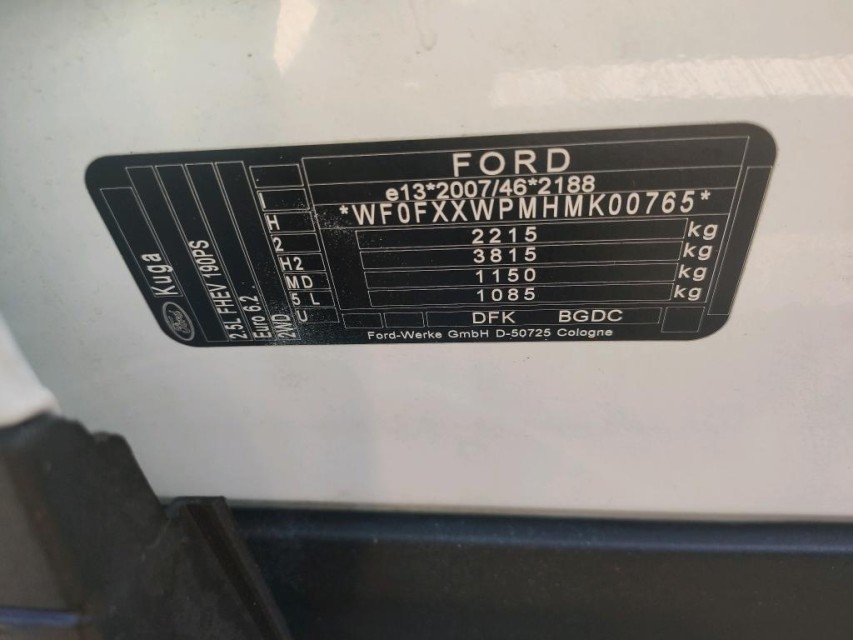 FORD
e13*2007/46*2188
*WF0FXXWPMHMK00765*
2215 kg
3815 kg
1150 kg
1085 kg
DFK BGDC
Ford-Werke GmbH D-50725 Cologne
Ford Kuga
2.5L FHEV 190PS
Euro 6.2
2WD
I
H
2
H2
MD
5 L
U